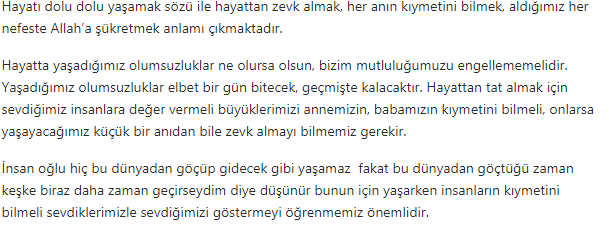 Hayatı dolu dolu yaşamak sözü ile hayattan zevk almak, her anın kıymetini bilmek, aldığımız her
nefeste Allah’a şükretmek anlamı çıkmaktadır.
Hayatta yaşadığımız olumsuzluklar ne olursa olsun, bizim mutluluğumuzu engellememelidir.
Yaşadığımız olumsuzluklar elbet bir gün bitecek, geçmişte kalacaktır. Hayattan tat almak için
sevdiğimiz insanlara değer vermeli büyüklerimizi annemizin, babamızın kıymetini bilmeli, onlarsa
yaşayacağımız küçük bir anıdan bile zevk almayı bilmemiz gerekir.
İnsan oğlu hiç bu dünyadan göçüp gidecek gibi yaşamaz  fakat bu dünyadan göçtüğü zaman
keşke biraz daha zaman geçirseydim diye düşünür bunun için yaşarken insanların kıymetini
bilmeli sevdiklerimizle sevdiğimizi göstermeyi öğrenmemiz önemlidir.